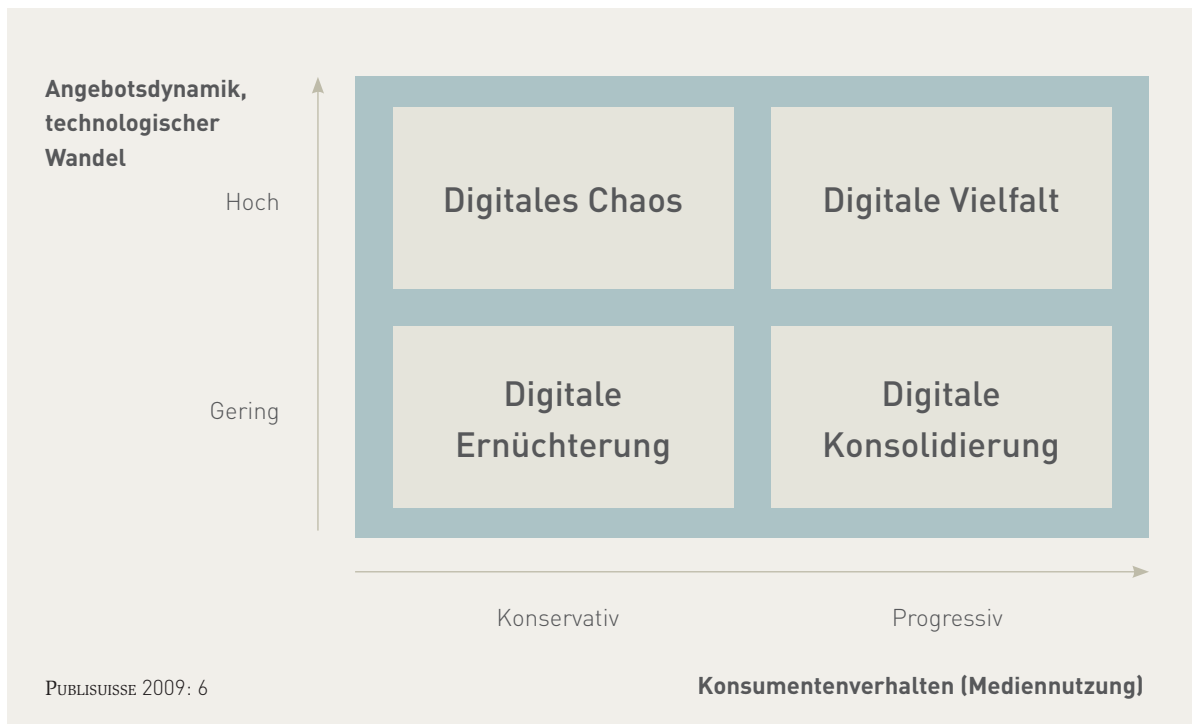 Angebotsdynamik,
technologischer
Wandel
Hoch
Digitales Chaos
Digitale Vielfalt
Gering
Digitale
Ernüchterung
Digitale
Konsolidierung
Konservativ
Progressiv
Publisuisse 2009: 6
Konsumentenverhalten (Mediennutzung)